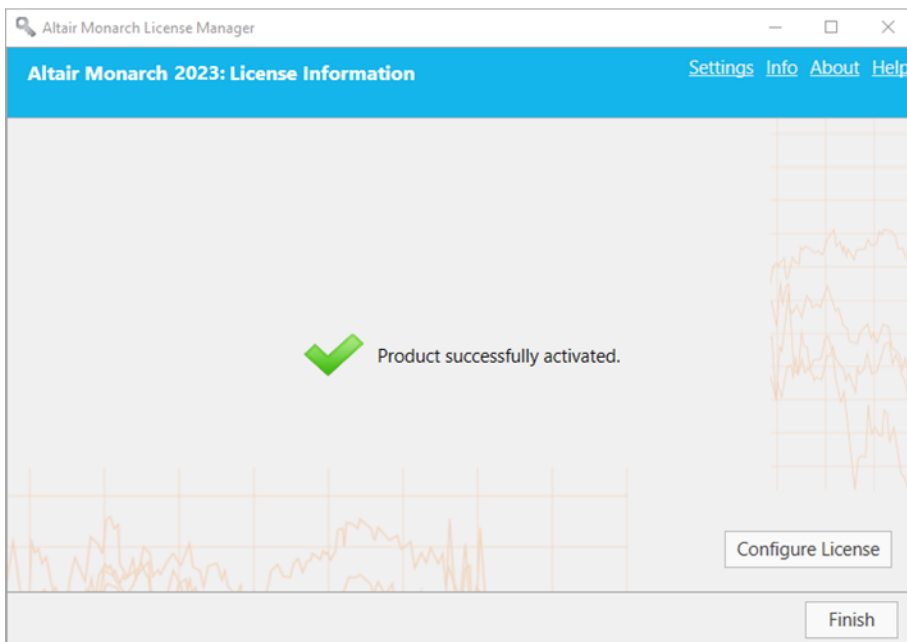 Altair Monarch License Manager
Altair Monarch 2023: License Information
Settings Info About Help
Product successfully activated.
Configure License
Finish